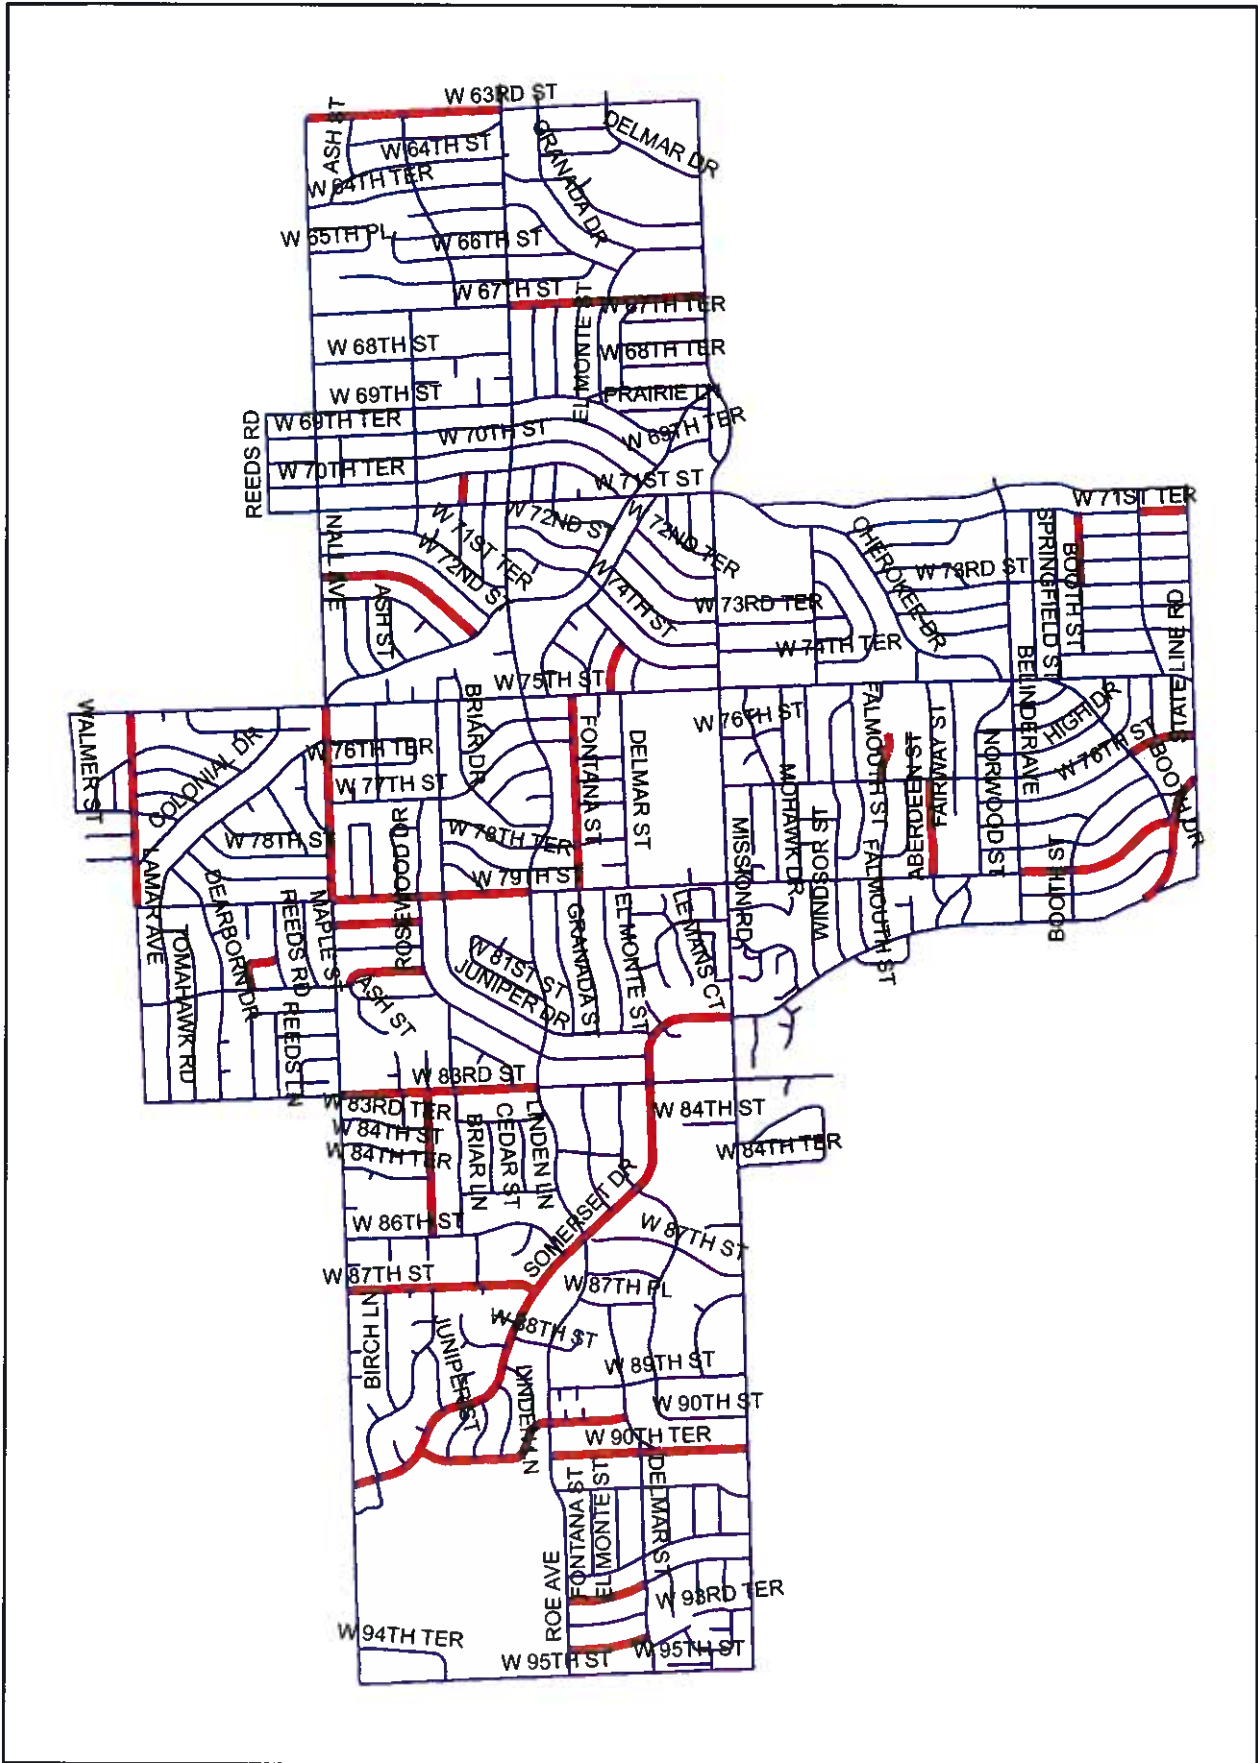 W 63RD ST
ASH ST
W 64TH ST
GRANADA DR
DELMAR DR
W 64TH TER
W 65TH PL
W 66TH ST
W 67TH ST
W 67TH TER
EL MONTE ST
W 68TH ST
W 68TH TER
W 69TH ST
PRAIRIE LN
REEDS RD
W 69TH TER
W 70TH ST
W 69TH TER
W 70TH TER
W 71ST ST
W 71ST TER
NALL AVE
W 71ST TER
W 72ND ST
W 72ND TER
W 72ND ST
CHEROKEE DR
W 73RD ST
SPRINGFIELD ST
BOOTH ST
ASH ST
W 74TH ST
W 73RD TER
W 74TH TER
STATE LINE RD
W 75TH ST
BELINDER AVE
HIGH DR
WALMER ST
COLONIAL DR
W 76TH TER
BRIAR DR
FONTANA ST
DELMAR ST
W 76TH ST
FALMOUTH ST
FAIRWAY ST
NORWOOD ST
W 76TH ST
BOOTH DR
W 77TH ST
MOHAWK DR
ABERDEEN ST
W 78TH ST
W 78TH TER
ROSEWOOD DR
MISSION RD
WINDSOR ST
W 79TH ST
BOOTH ST
LAMAR AVE
DEARBORN DR
REEDS RD
MAPLE ST
GRANADA S
EL MONTE ST
LE MANS CT
FALMOUTH ST
TOMAHAWK RD
W 81ST ST
JUNIPER DR
ASH ST
REEDS LN
W 83RD ST
W 83RD TER
W 84TH ST
W 84TH ST
W 84TH TER
W 84TH TER
BRIAR LN
CEDAR ST
LINDEN LN
SOMERSET DR
W 86TH ST
W 87TH ST
W 87TH ST
W 87TH PL
BIRCH LN
JUNIPER ST
W 88TH ST
W 89TH ST
LINDEN LN
W 90TH ST
W 90TH TER
FONTANA ST
EL MONTE ST
DELMAR ST
ROE AVE
W 93RD TER
W 94TH TER
W 95TH ST
W 95TH ST